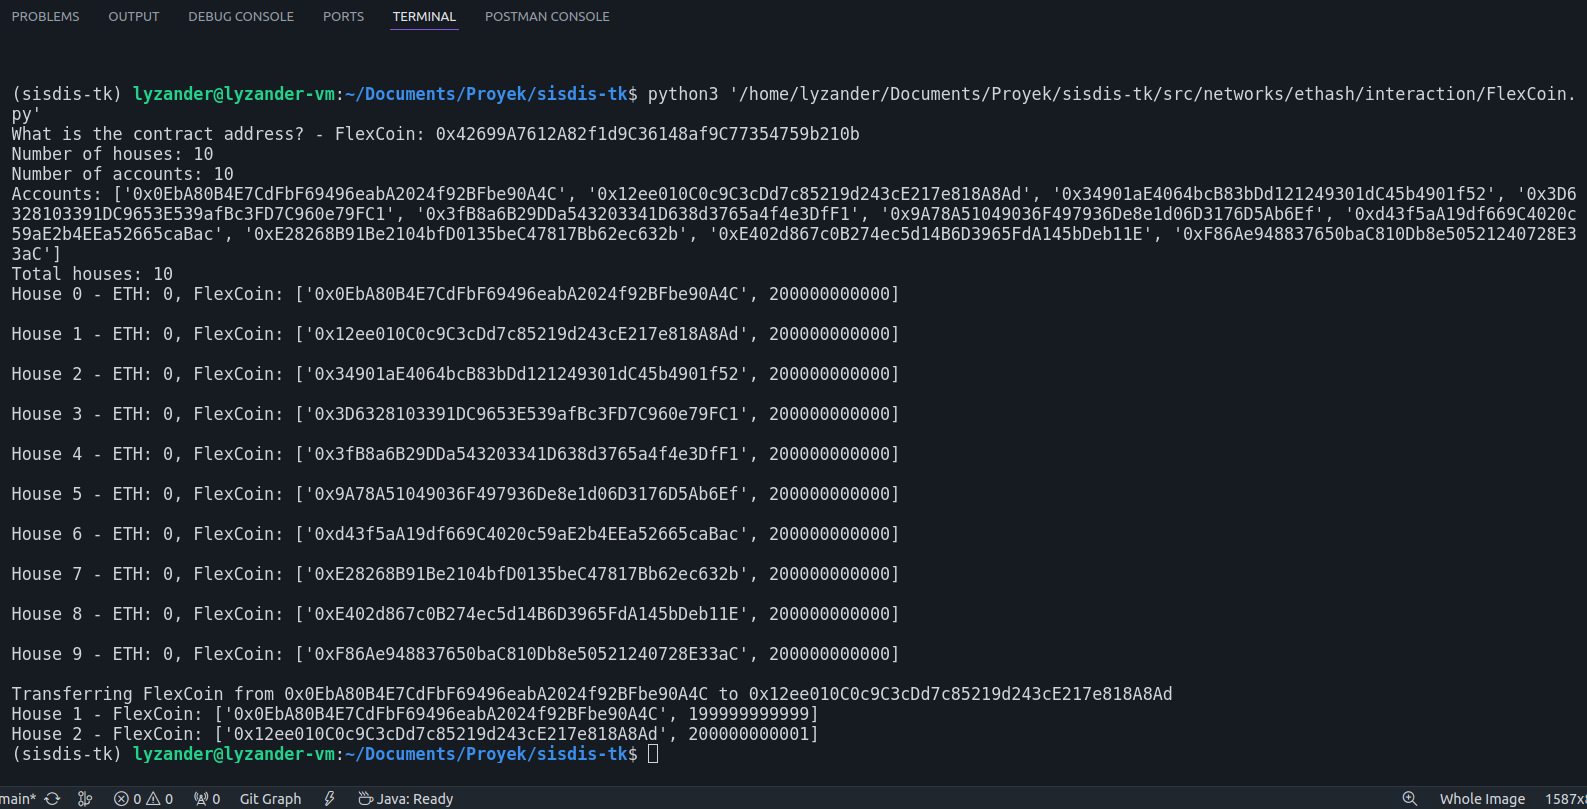 PROBLEMS OUTPUT DEBUG CONSOLE PORTS TERMINAL POSTMAN CONSOLE
(sisdis-tk) lyzander@lyzander-vm:~/Documents/Proyek/sisdis-tk$ python3 '/home/lyzander/Documents/Proyek/sisdis-tk/src/networks/ethash/interaction/FlexCoin.
py'
What is the contract address? - FlexCoin: 0x42699A7612A82f1d9C36148af9C77354759b210b
Number of houses: 10
Number of accounts: 10
Accounts: ['0x0EbA80B4E7CdFbF69496eabA2024f92BFbe90A4C', '0x12ee010C0c9C3cDd7c85219d243cE217e818A8Ad', '0x34901aE4064bcB83bDd121249301dC45b4901f52', '0x3D6
328103391DC9653E539afBc3FD7C960e79FC1', '0x3fB8a6B29DDa543203341D638d3765a4f4e3DfF1', '0x9A78A51049036F497936De8e1d06D3176D5Ab6Ef', '0xd43f5aA19df669C4020c
59aE2b4EEa52665caBac', '0xE28268B91Be2104bfD0135beC47817Bb62ec632b', '0xE402d867c0B274ec5d14B6D3965FdA145bDeb11E', '0xF86Ae948837650baC810Db8e50521240728E3
3aC']
Total houses: 10
House 0 - ETH: 0, FlexCoin: ['0x0EbA80B4E7CdFbF69496eabA2024f92BFbe90A4C', 200000000000]
House 1 - ETH: 0, FlexCoin: ['0x12ee010C0c9C3cDd7c85219d243cE217e818A8Ad', 200000000000]
House 2 - ETH: 0, FlexCoin: ['0x34901aE4064bcB83bDd121249301dC45b4901f52', 200000000000]
House 3 - ETH: 0, FlexCoin: ['0x3D6328103391DC9653E539afBc3FD7C960e79FC1', 200000000000]
House 4 - ETH: 0, FlexCoin: ['0x3fB8a6B29DDa543203341D638d3765a4f4e3DfF1', 200000000000]
House 5 - ETH: 0, FlexCoin: ['0x9A78A51049036F497936De8e1d06D3176D5Ab6Ef', 200000000000]
House 6 - ETH: 0, FlexCoin: ['0xd43f5aA19df669C4020c59aE2b4EEa52665caBac', 200000000000]
House 7 - ETH: 0, FlexCoin: ['0xE28268B91Be2104bfD0135beC47817Bb62ec632b', 200000000000]
House 8 - ETH: 0, FlexCoin: ['0xE402d867c0B274ec5d14B6D3965FdA145bDeb11E', 200000000000]
House 9 - ETH: 0, FlexCoin: ['0xF86Ae948837650baC810Db8e50521240728E33aC', 200000000000]
Transferring FlexCoin from 0x0EbA80B4E7CdFbF69496eabA2024f92BFbe90A4C to 0x12ee010C0c9C3cDd7c85219d243cE217e818A8Ad
House 1 - FlexCoin: ['0x0EbA80B4E7CdFbF69496eabA2024f92BFbe90A4C', 199999999999]
House 2 - FlexCoin: ['0x12ee010C0c9C3cDd7c85219d243cE217e818A8Ad', 200000000001]
(sisdis-tk) lyzander@lyzander-vm:~/Documents/Proyek/sisdis-tk$
main* 0 0 0 Git Graph Java: Ready Whole Image